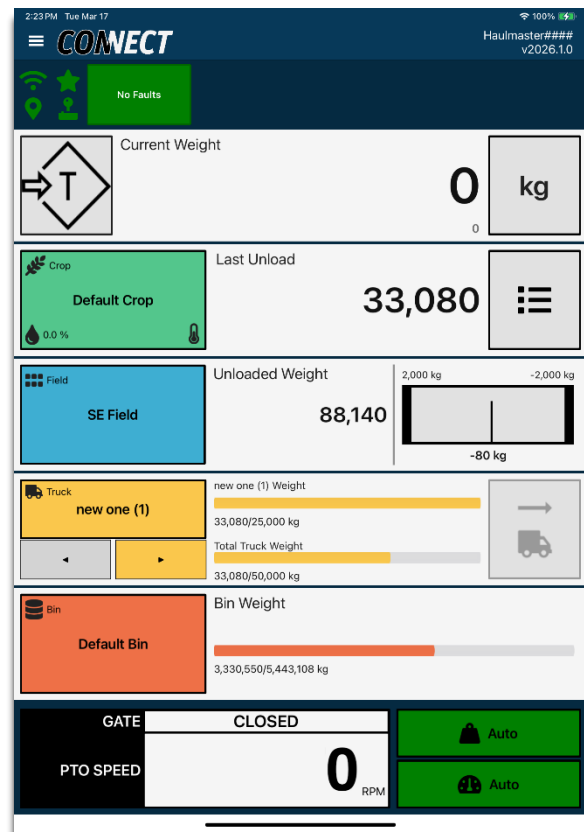 2:23 PM Tue Mar 17
100%
CONNECT
Haulmaster####
v2026.1.0
No Faults
Current Weight
T
0
kg
0
Crop
Last Unload
Default Crop
33,080
0.0 %
Field
Unloaded Weight
2,000 kg
-2,000 kg
SE Field
88,140
-80 kg
Truck
new one (1) Weight
new one (1)
33,080/25,000 kg
Total Truck Weight
33,080/50,000 kg
Bin
Bin Weight
Default Bin
3,330,550/5,443,108 kg
GATE
CLOSED
Auto
PTO SPEED
0
RPM
Auto